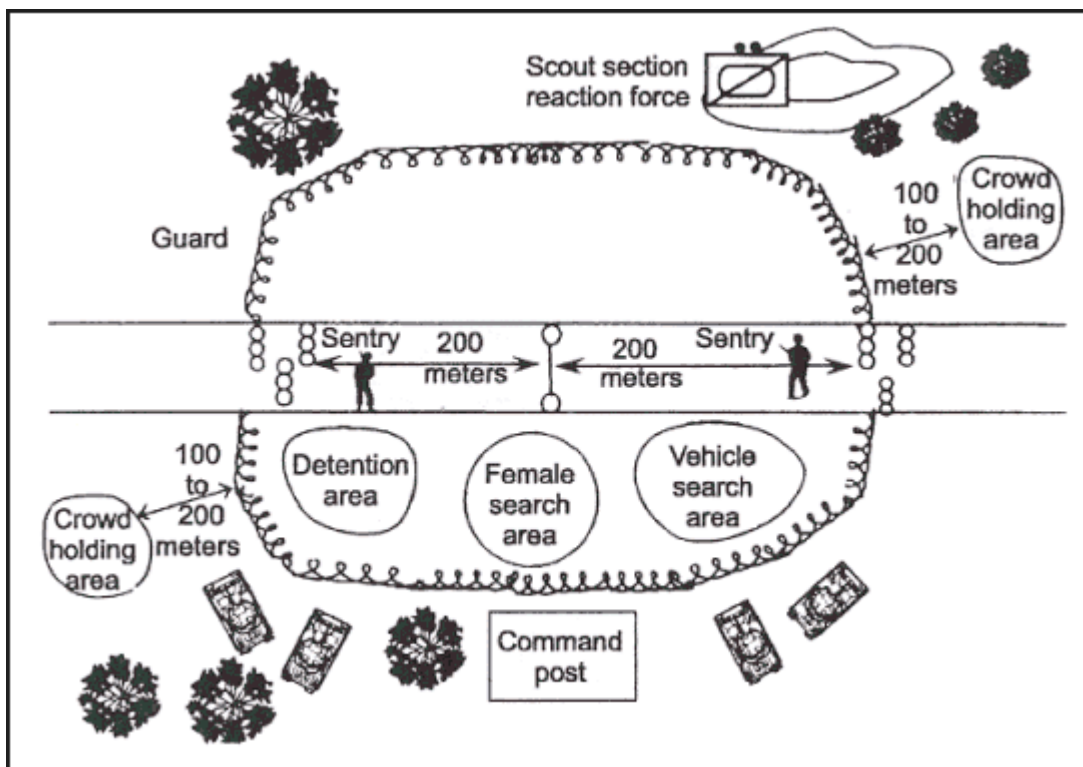 Scout section
reaction force
Crowd
holding
area
100
to
200
meters
Guard
Sentry
200
meters
200
meters
Sentry
Detention
area
Female
search
area
Vehicle
search
area
100
to
200
meters
Crowd
holding
area
Command
post